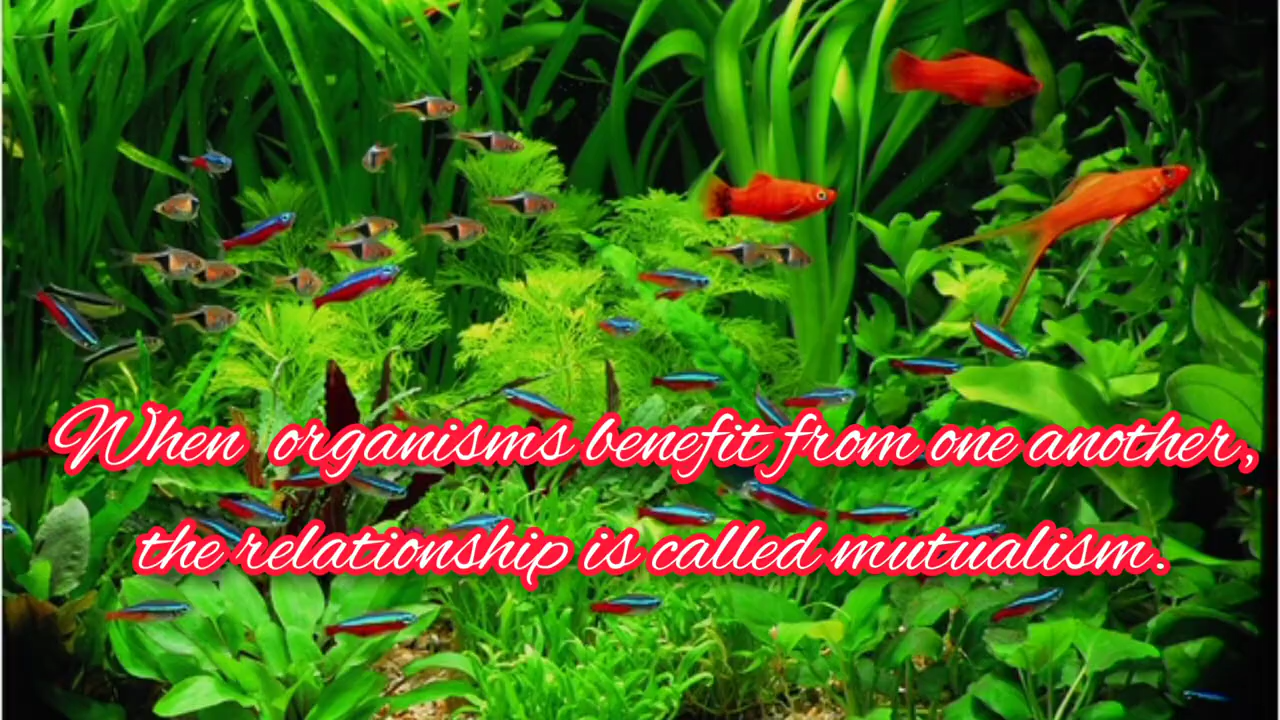 When organisms benefit from one another,
the relationship is called mutualism.